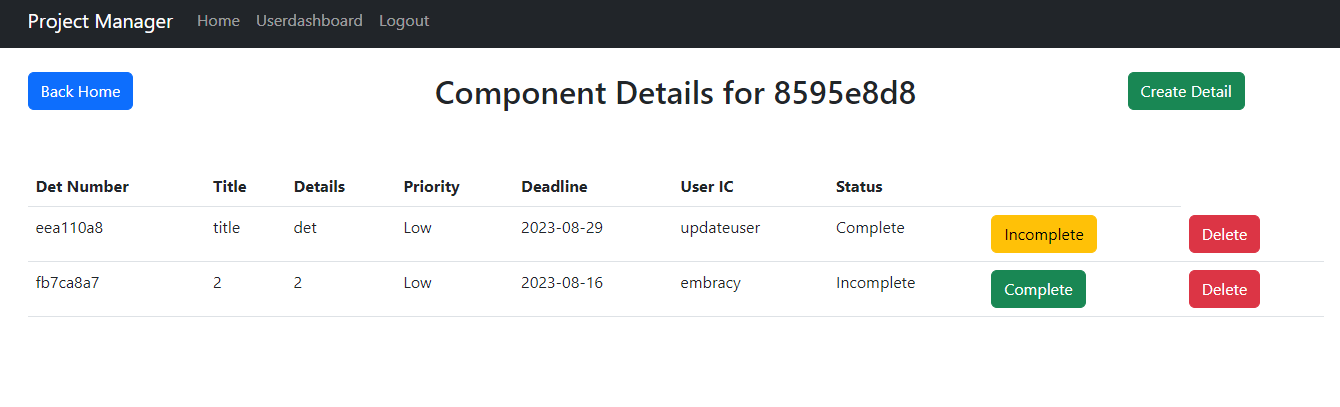 Project Manager Home Userdashboard Logout
Back Home Component Details for 8595e8d8 Create Detail
Det Number Title Details Priority Deadline User IC Status
eea110a8 title det Low 2023-08-29 updateuser Complete Incomplete Delete
fb7ca8a7 2 2 Low 2023-08-16 embracy Incomplete Complete Delete